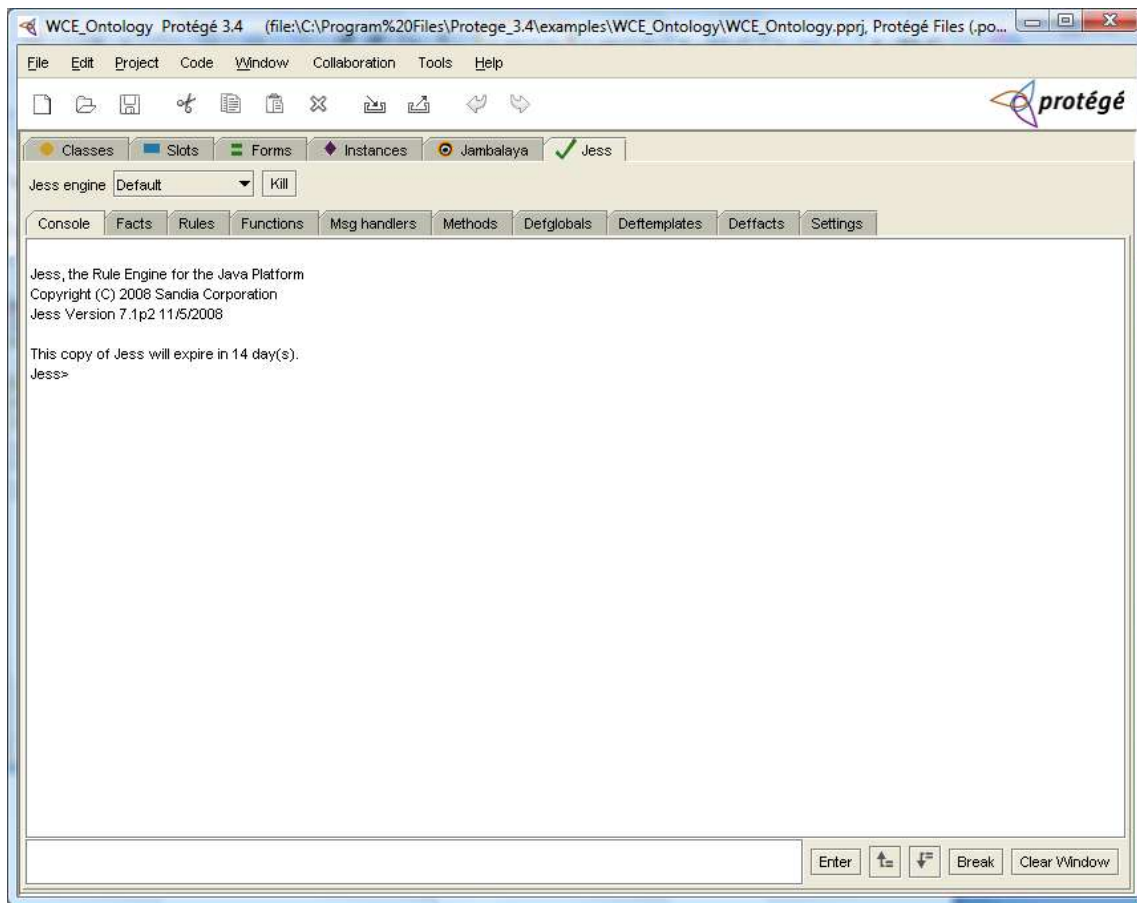 WCE_Ontology Protégé 3.4 (file:\C:\Program%20Files\Protege_3.4\examples\WCE_Ontology\WCE_Ontology.pprj, Protégé Files (.po...
File Edit Project Code Window Collaboration Tools Help
protégé
Classes Slots Forms Instances Jambalaya Jess
Jess engine Default Kill
Console Facts Rules Functions Msg handlers Methods Defglobals Deftemplates Deffacts Settings
Jess, the Rule Engine for the Java Platform
Copyright (C) 2008 Sandia Corporation
Jess Version 7.1p2 11/5/2008
This copy of Jess will expire in 14 day(s).
Jess>
Enter Break Clear Window